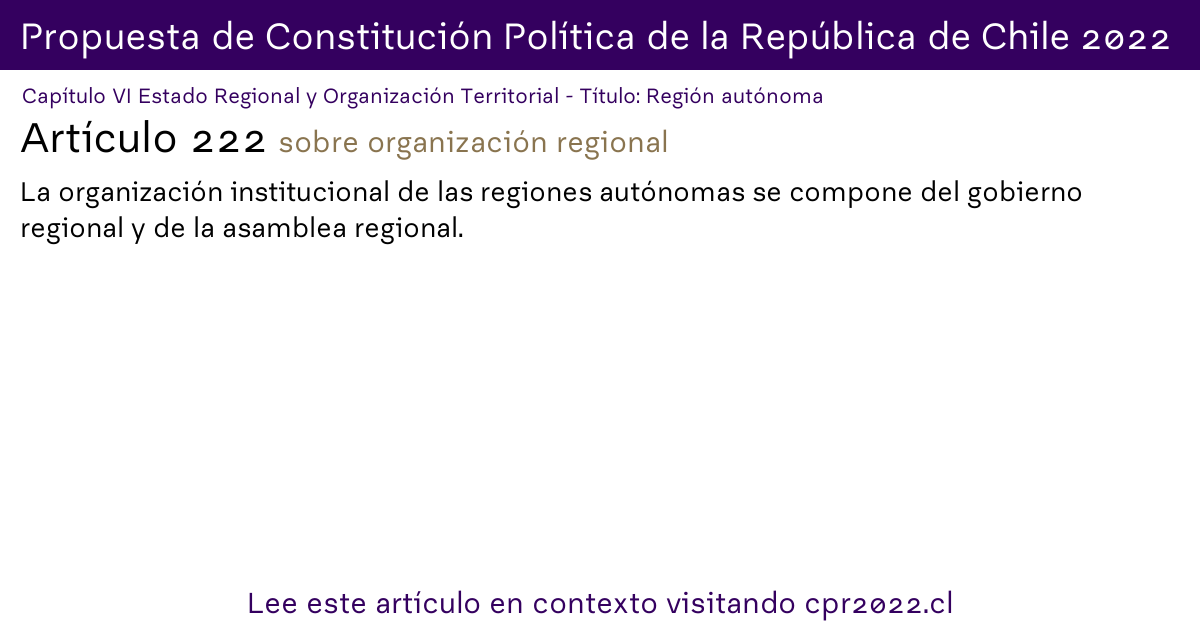 Propuesta de Constitución Política de la República de Chile 2022
Capítulo VI Estado Regional y Organización Territorial - Título: Región autónoma
Artículo 222 sobre organización regional
La organización institucional de las regiones autónomas se compone del gobierno
regional y de la asamblea regional.
Lee este artículo en contexto visitando cpr2022.cl